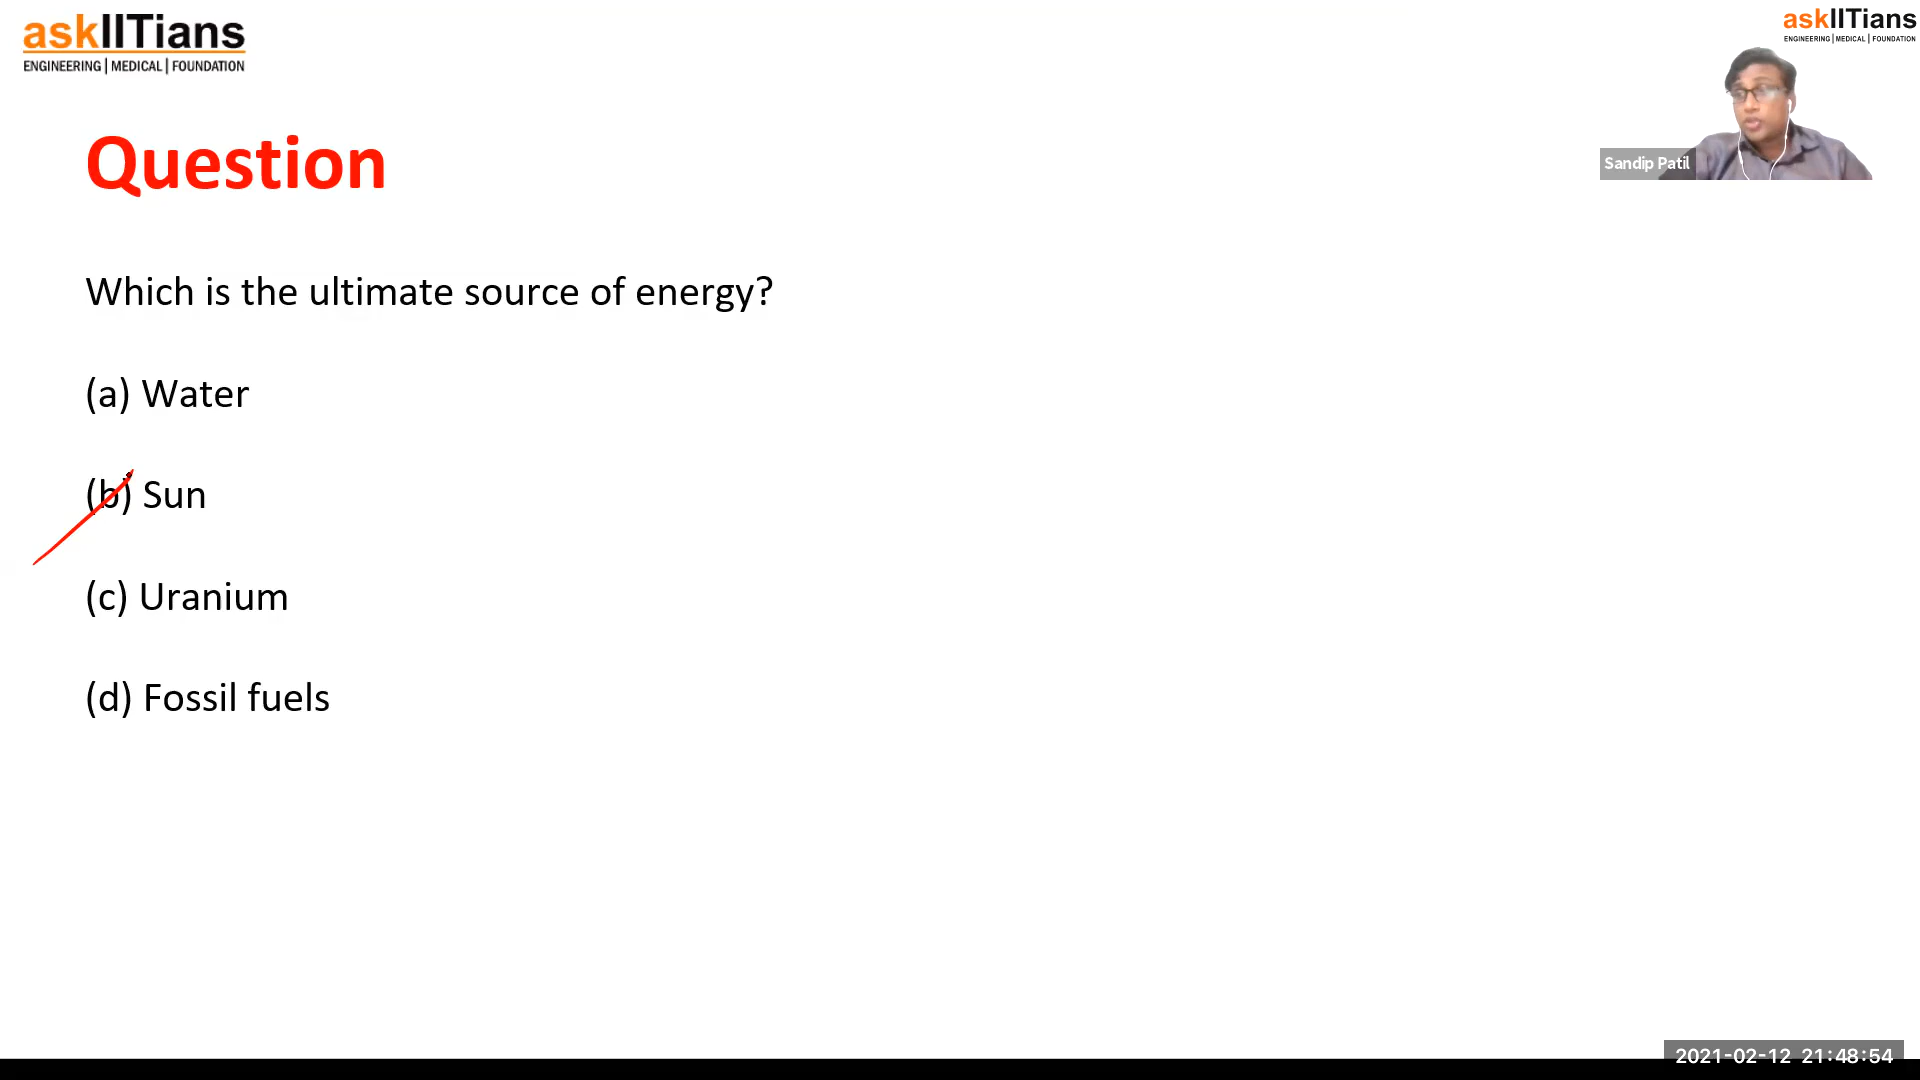 askIITians
ENGINEERING | MEDICAL | FOUNDATION
askIITians
ENGINEERING | MEDICAL | FOUNDATION
Sandip Patil
Question
Which is the ultimate source of energy?
(a) Water
(b) Sun
(c) Uranium
(d) Fossil fuels
2021-02-12 21:48:54